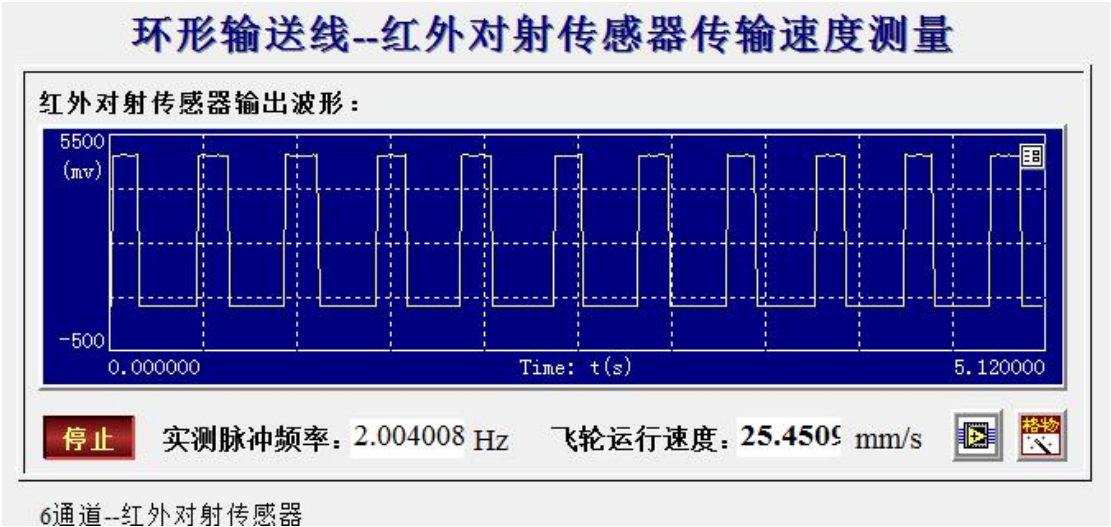 环形输送线--红外对射传感器传输速度测量
红外对射传感器输出波形：
5500
(mv)
-500
0.000000 Time: t(s) 5.120000
停止 实测脉冲频率：2.004008 Hz 飞轮运行速度：25.4509 mm/s 格物
6通道--红外对射传感器